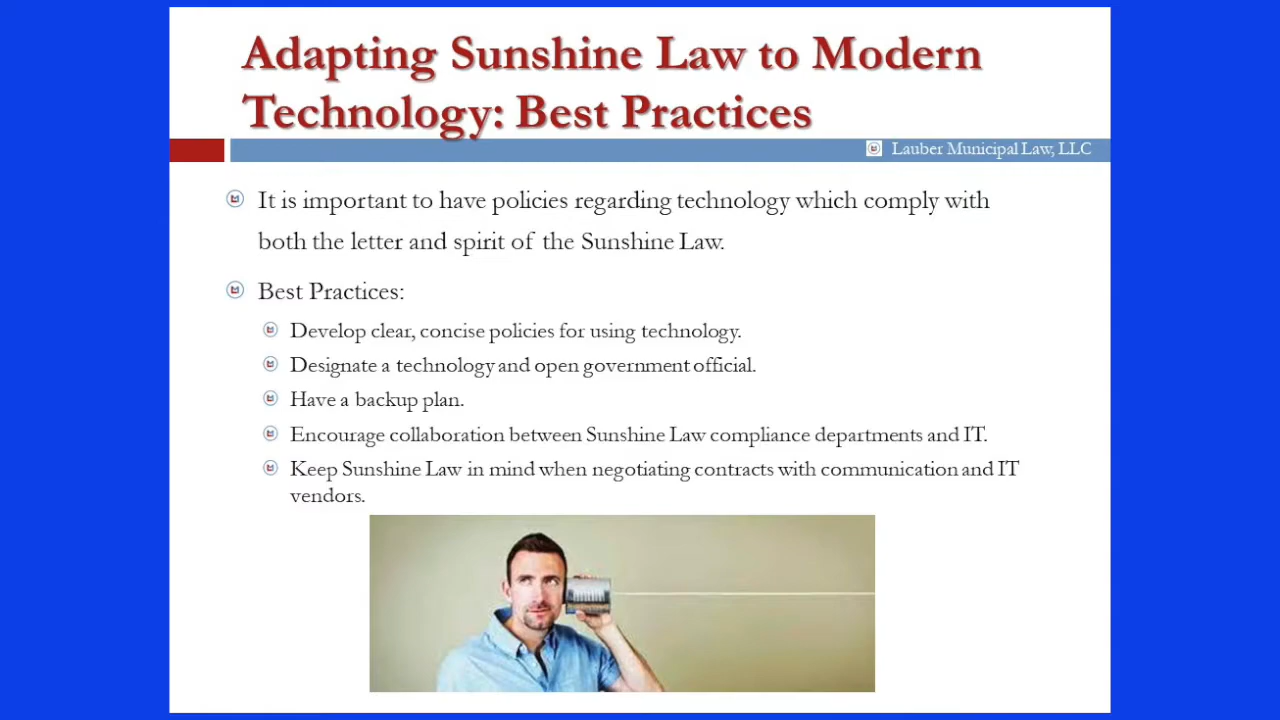 Adapting Sunshine Law to Modern
Technology: Best Practices
Lauber Municipal Law, LLC
It is important to have policies regarding technology which comply with
both the letter and spirit of the Sunshine Law.
Best Practices:
Develop clear, concise policies for using technology.
Designate a technology and open government official.
Have a backup plan.
Encourage collaboration between Sunshine Law compliance departments and IT.
Keep Sunshine Law in mind when negotiating contracts with communication and IT
vendors.